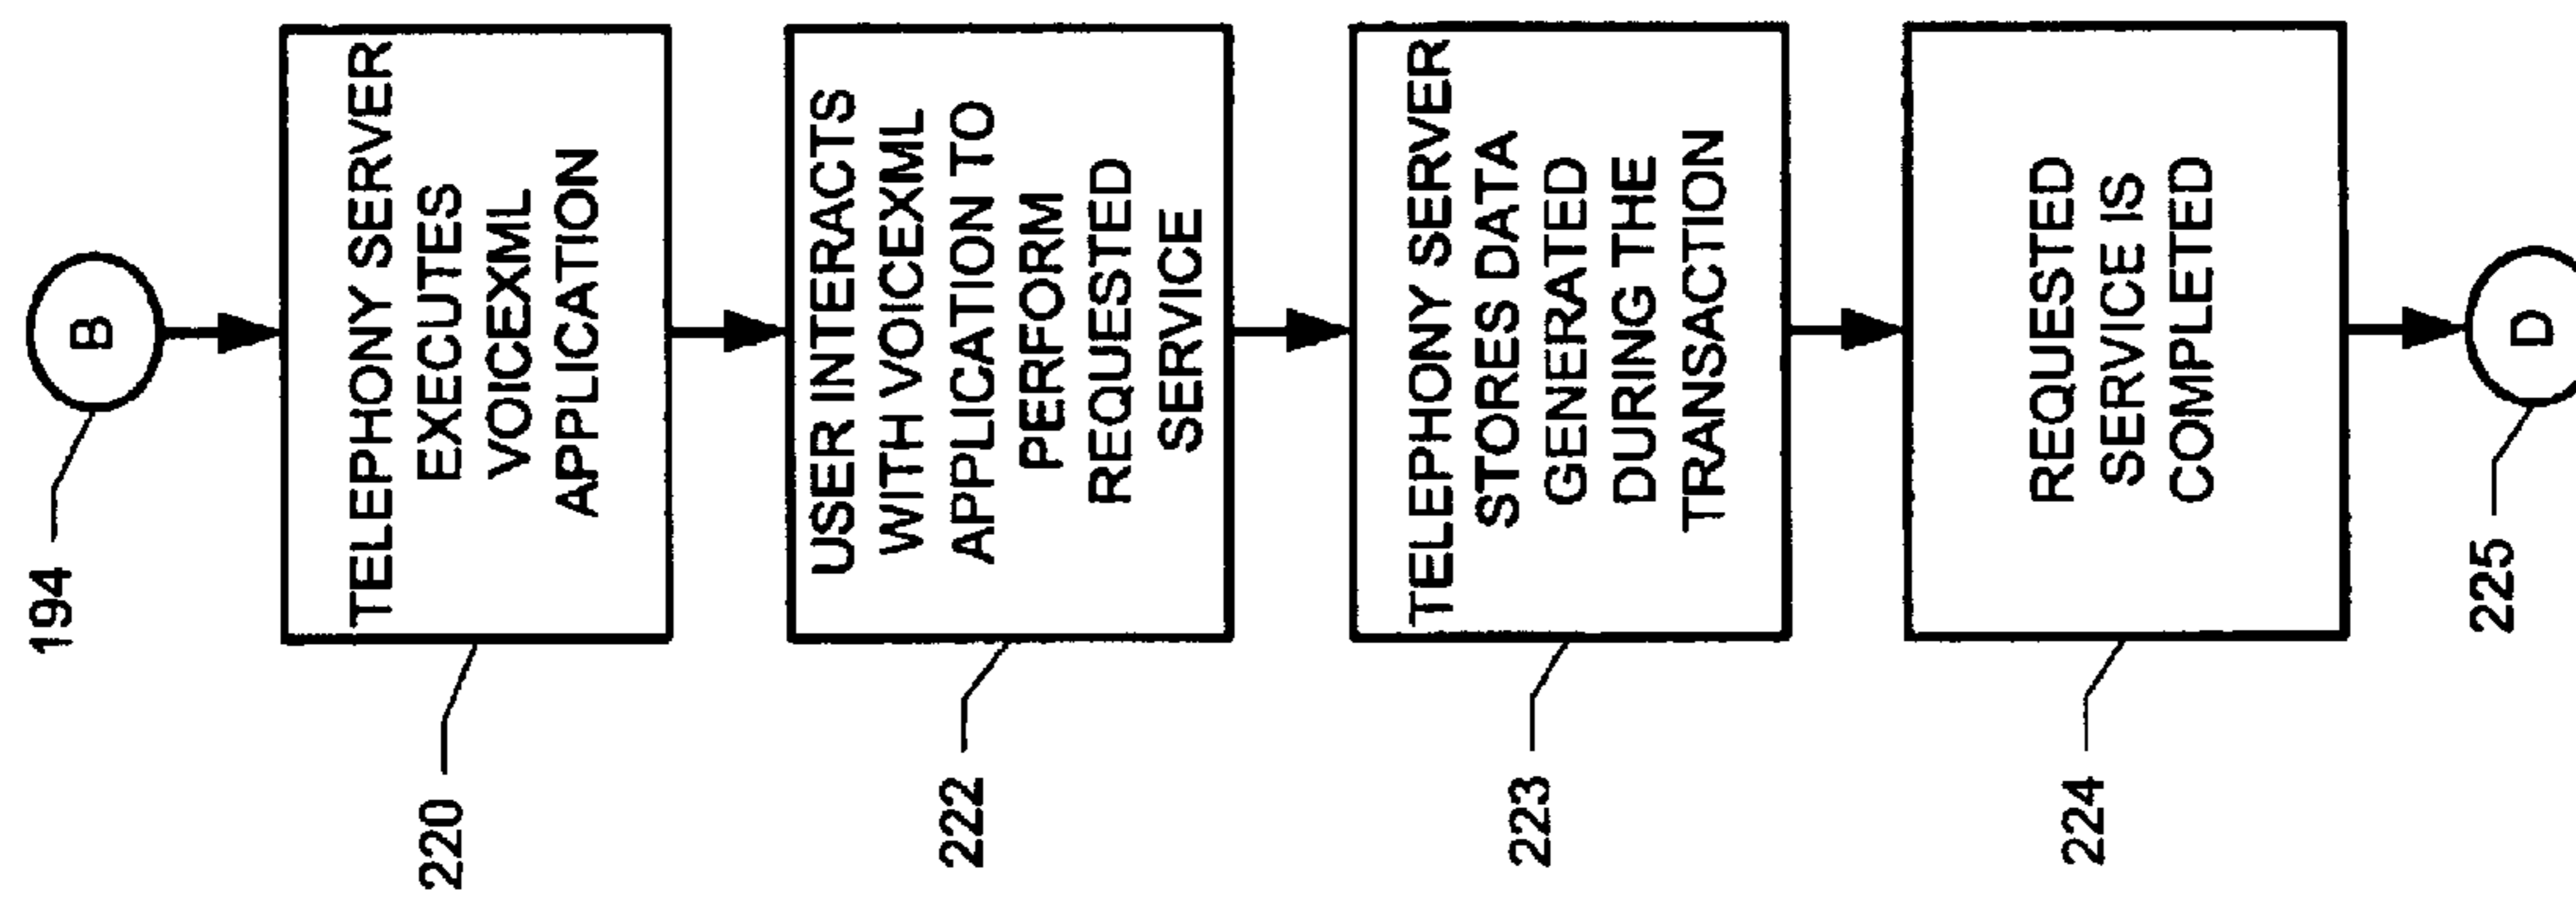 194
B
220
TELEPHONY SERVER
EXECUTES
VOICEXML
APPLICATION
222
USER INTERACTS
WITH VOICEXML
APPLICATION TO
PERFORM
REQUESTED
SERVICE
223
TELEPHONY SERVER
STORES DATA
GENERATED
DURING THE
TRANSACTION
224
REQUESTED
SERVICE IS
COMPLETED
225
D